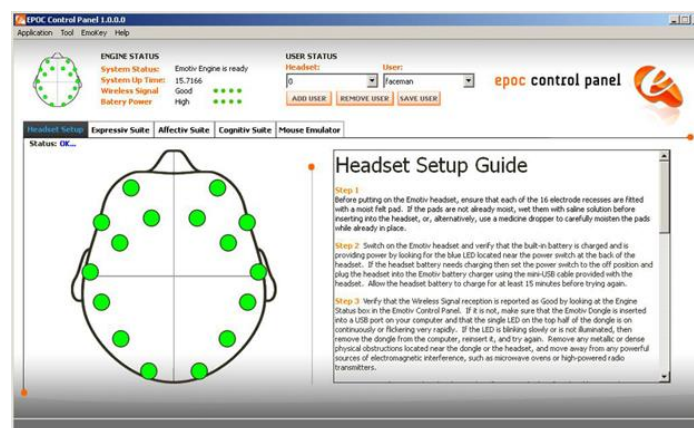 EPOC Control Panel 1.0.0.0
Application Tool EmoKey Help
ENGINE STATUS
System Status: Emotiv Engine is ready
System Up Time: 15.7166
Wireless Signal Good
Batery Power High
USER STATUS
Headset: User:
0 faceman
ADD USER REMOVE USER SAVE USER
epoc control panel
Headset Setup Expressiv Suite Affectiv Suite Cognitiv Suite Mouse Emulator
Status: OK...
Headset Setup Guide
Step 1
Before putting on the Emotiv headset, ensure that each of the 16 electrode recesses are fitted
with a moist felt pad. If the pads are not already moist, wet them with saline solution before
inserting into the headset, or, alternatively, use a medicine dropper to carefully moisten the pads
while already in place.
Step 2 Switch on the Emotiv headset and verify that the built-in battery is charged and is
providing power by looking for the blue LED located near the power switch at the back of the
headset. If the headset battery needs charging then set the power switch to the off position and
plug the headset into the Emotiv battery charger using the mini-USB cable provided with the
headset. Allow the headset battery to charge for at least 15 minutes before trying again.
Step 3 Verify that the Wireless Signal reception is reported as Good by looking at the Engine
Status box in the Emotiv Control Panel. If it is not, make sure that the Emotiv Dongle is inserted
into a USB port on your computer and that the single LED on the top half of the dongle is on
continuously or flickering very rapidly. If the LED is blinking slowly or is not illuminated, then
remove the dongle from the computer, reinsert it, and try again. Remove any metallic or dense
physical obstructions located near the dongle or the headset, and move away from any powerful
sources of electromagnetic interference, such as microwave ovens or high-powered radio
transmitters.